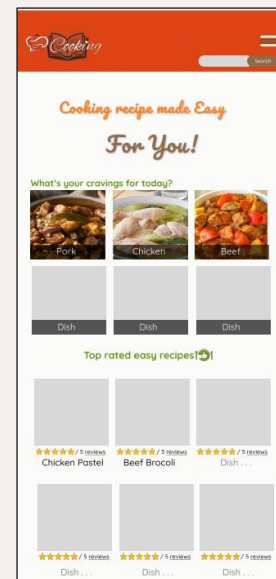 Cooking
Search
Cooking recipe made Easy
For You!
What's your cravings for today?
Pork Chicken Beef
Dish Dish Dish
Top rated easy recipes
/ 5 reviews / 5 reviews / 5 reviews
Chicken Pastel Beef Brocoli Dish . . .
/ 5 reviews / 5 reviews / 5 reviews
Dish . . . Dish . . . Dish . . .